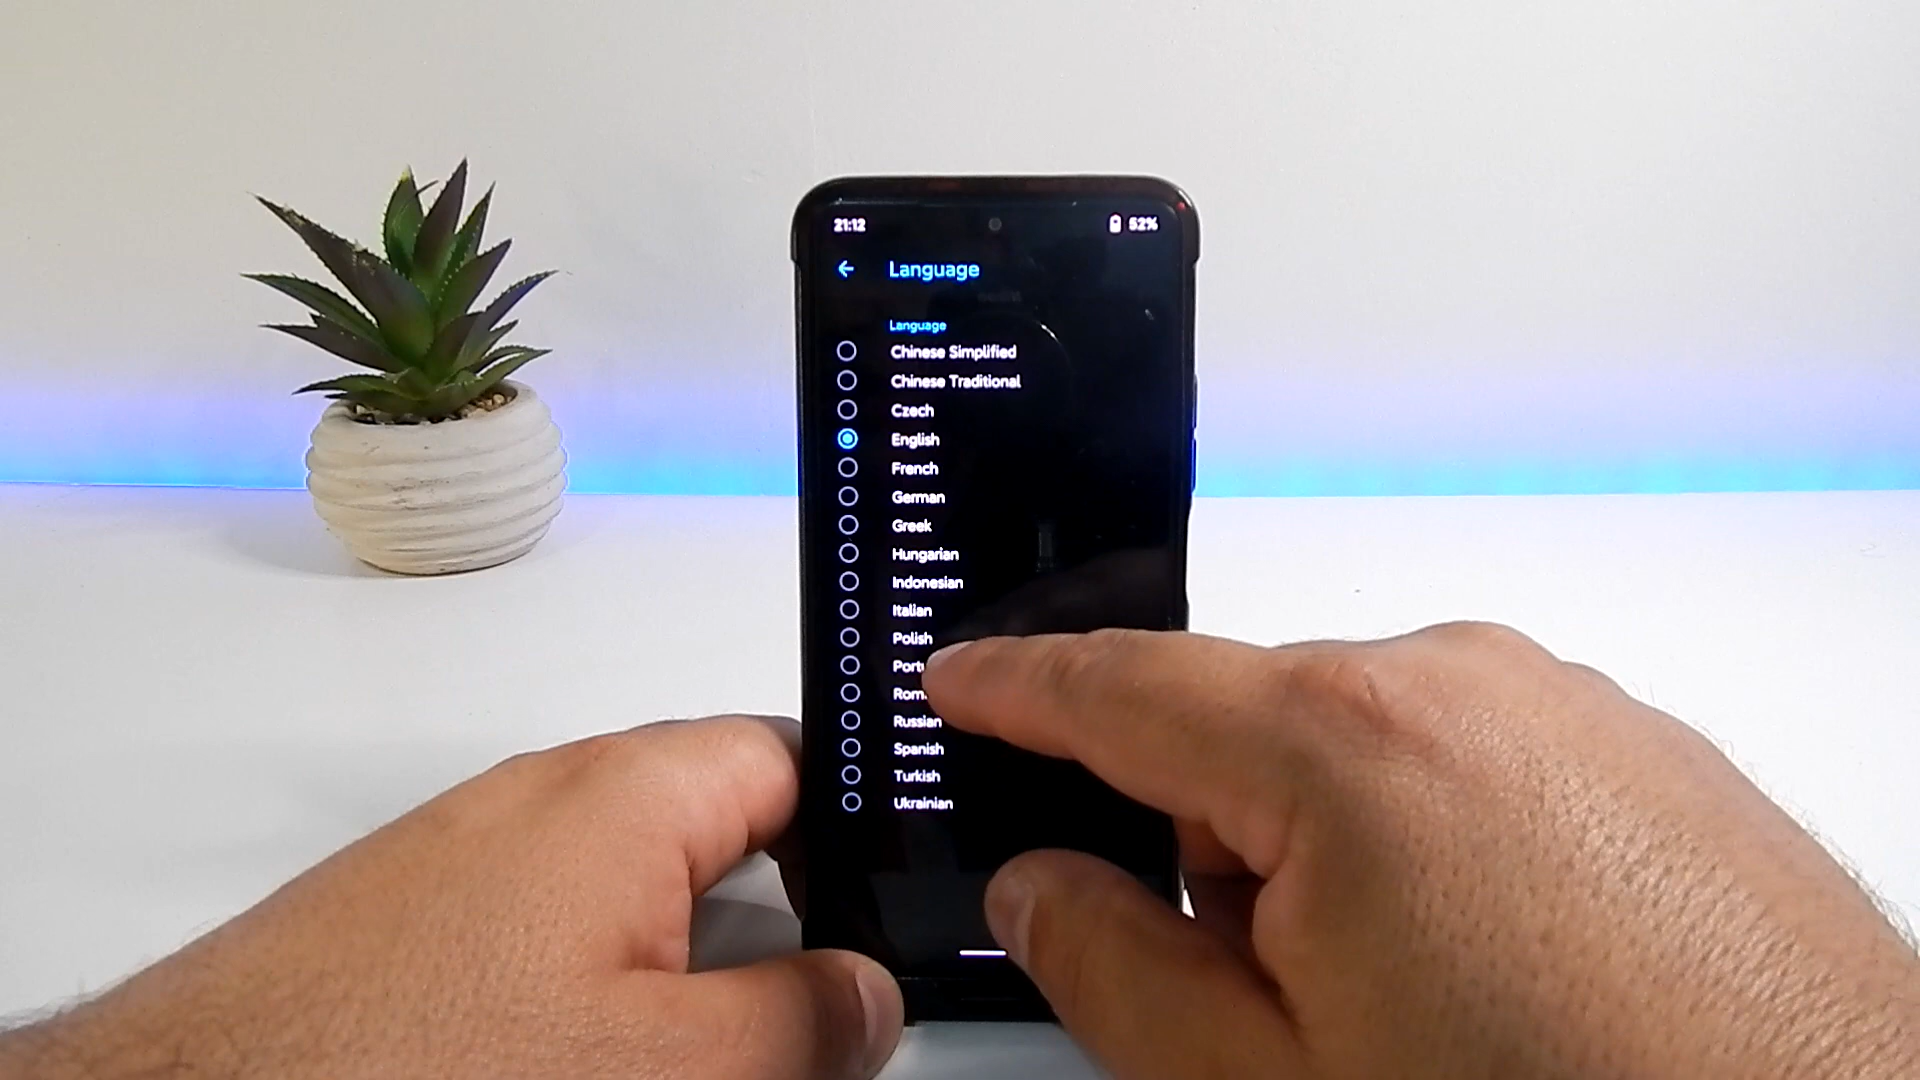 21:12
52%
Language
Language
Chinese Simplified
Chinese Traditional
Czech
English
French
German
Greek
Hungarian
Indonesian
Italian
Polish
Russian
Spanish
Turkish
Ukrainian